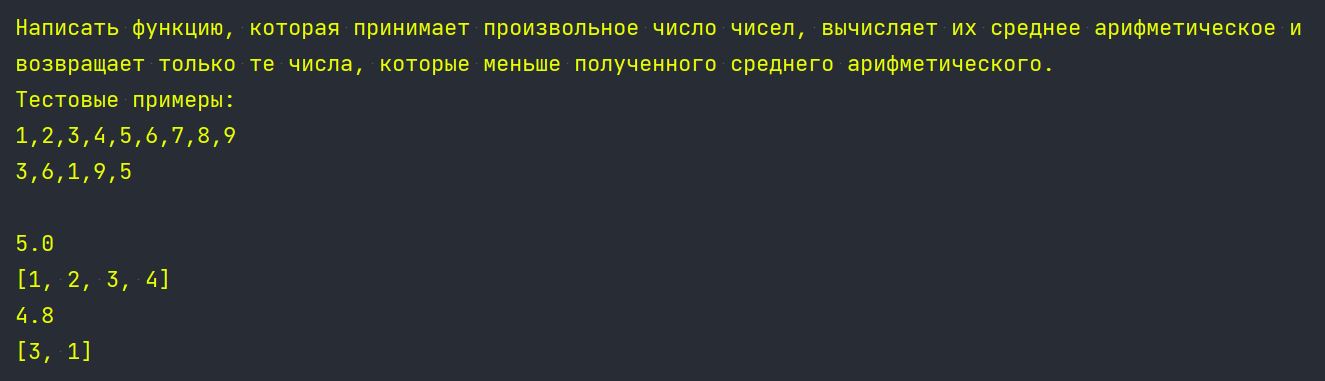 Написать функцию, которая принимает произвольное число чисел, вычисляет их среднее арифметическое и
возвращает только те числа, которые меньше полученного среднего арифметического.
Тестовые примеры:
1,2,3,4,5,6,7,8,9
3,6,1,9,5
5.0
[1, 2, 3, 4]
4.8
[3, 1]